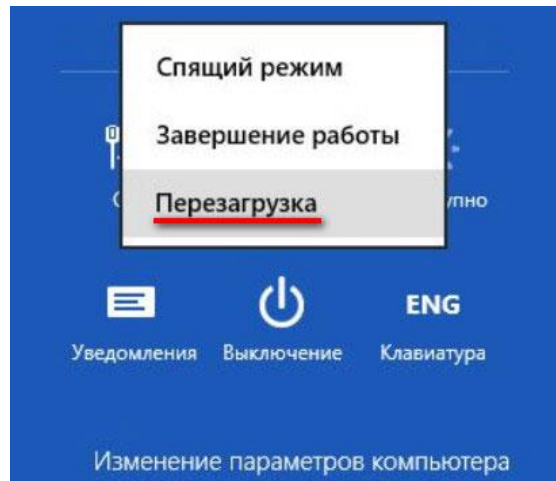 Спящий режим
Завершение работы
Перезагрузка
Уведомления Выключение ENG Клавиатура
Изменение параметров компьютера